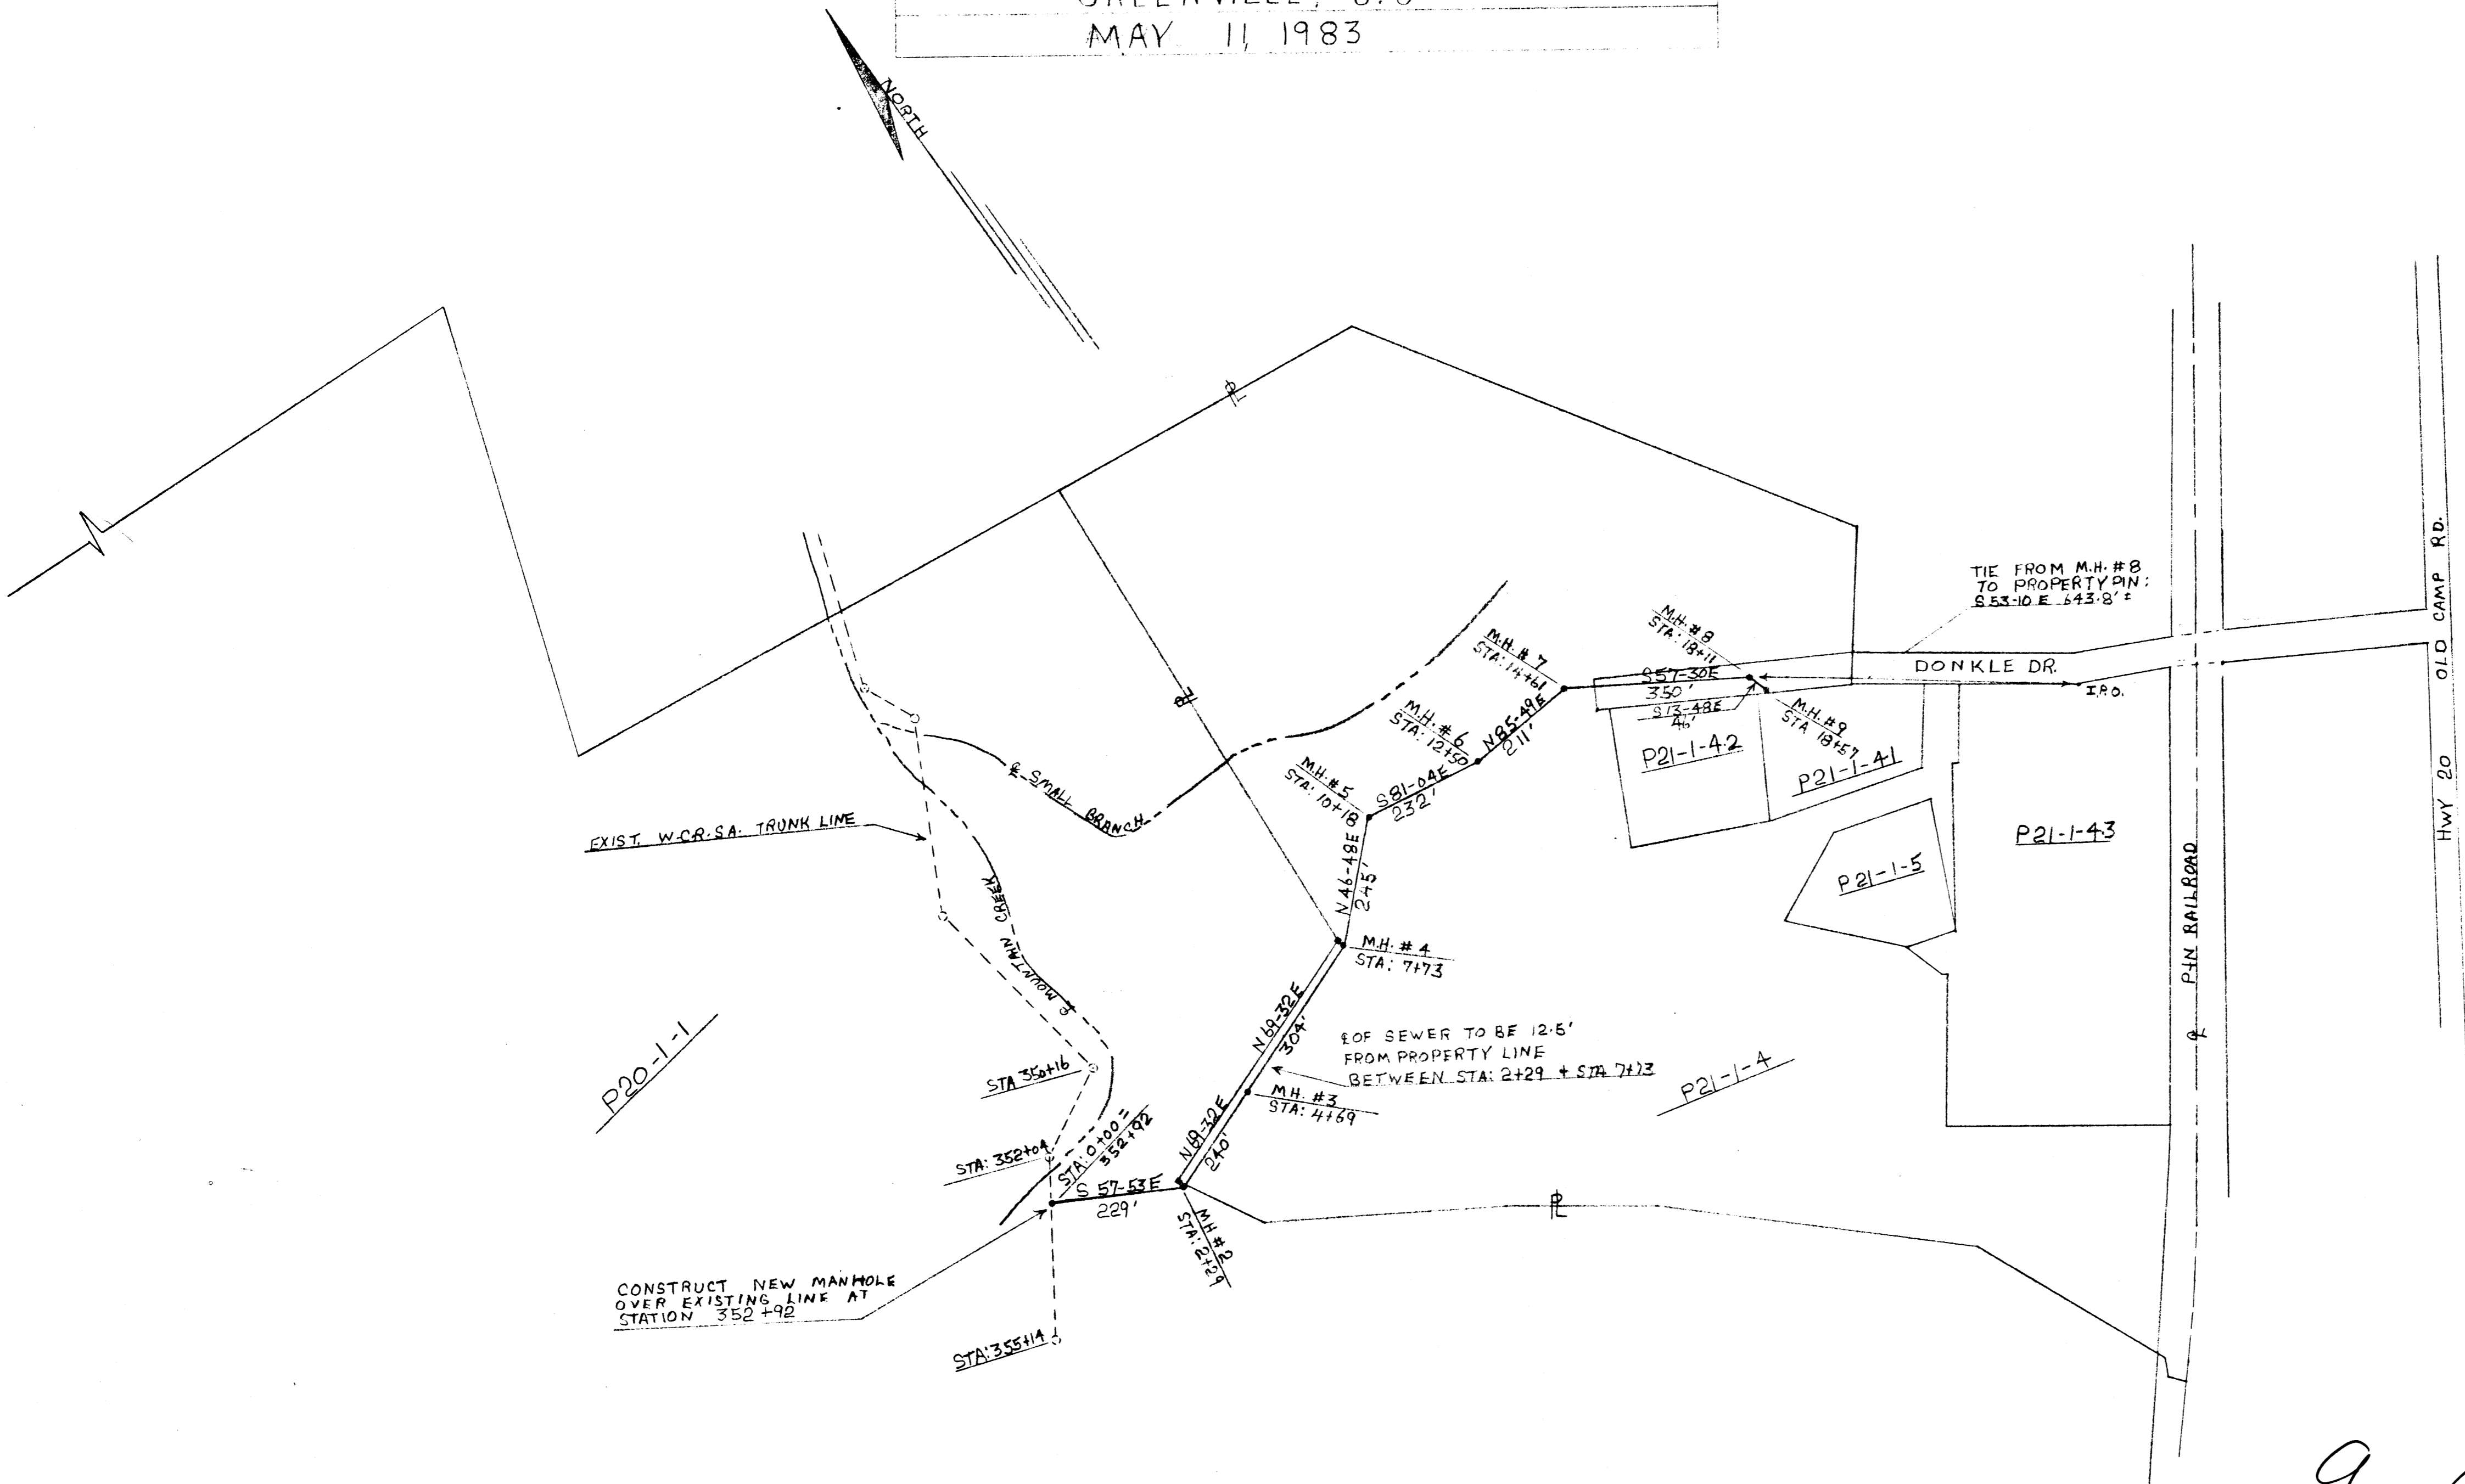 MAY 11, 1983
NORTH
TIE FROM M.H. #8
TO PROPERTY PIN:
S 53-10 E 643.8' ±
OLD CAMP RD.
HWY 20
M.H. #8
STA: 18+11
M.H. # 7
STA: 14+61
DONKLE DR.
S57-30E
350'
I.P.O.
S13-48E
46'
M.H. #9
STA 18+57
M.H. # 6
STA: 12+50
N85-49E
211'
P21-1-4.2
P21-1-4.1
M.H. #5
STA: 10+18
S81-04E
232'
℄ SMALL BRANCH
EXIST. W.CR.SA. TRUNK LINE
P21-1-4.3
P21-1-5
P+N RAILROAD
℄
N46-48E
245'
℄ MOUNTAIN CREEK
M.H. # 4
STA: 7+73
P20-1-1
N69-32E
304'
℄ OF SEWER TO BE 12.5'
FROM PROPERTY LINE
BETWEEN STA: 2+29 + STA 7+73
P21-1-4
STA 350+16
M.H. #3
STA: 4+69
N69-32E
240'
STA: 352+04
STA: 0+00 =
352+92
S 57-53E
229'
MH #2
STA: 2+29
PL
CONSTRUCT NEW MANHOLE
OVER EXISTING LINE AT
STATION 352+92
STA: 355+14
9